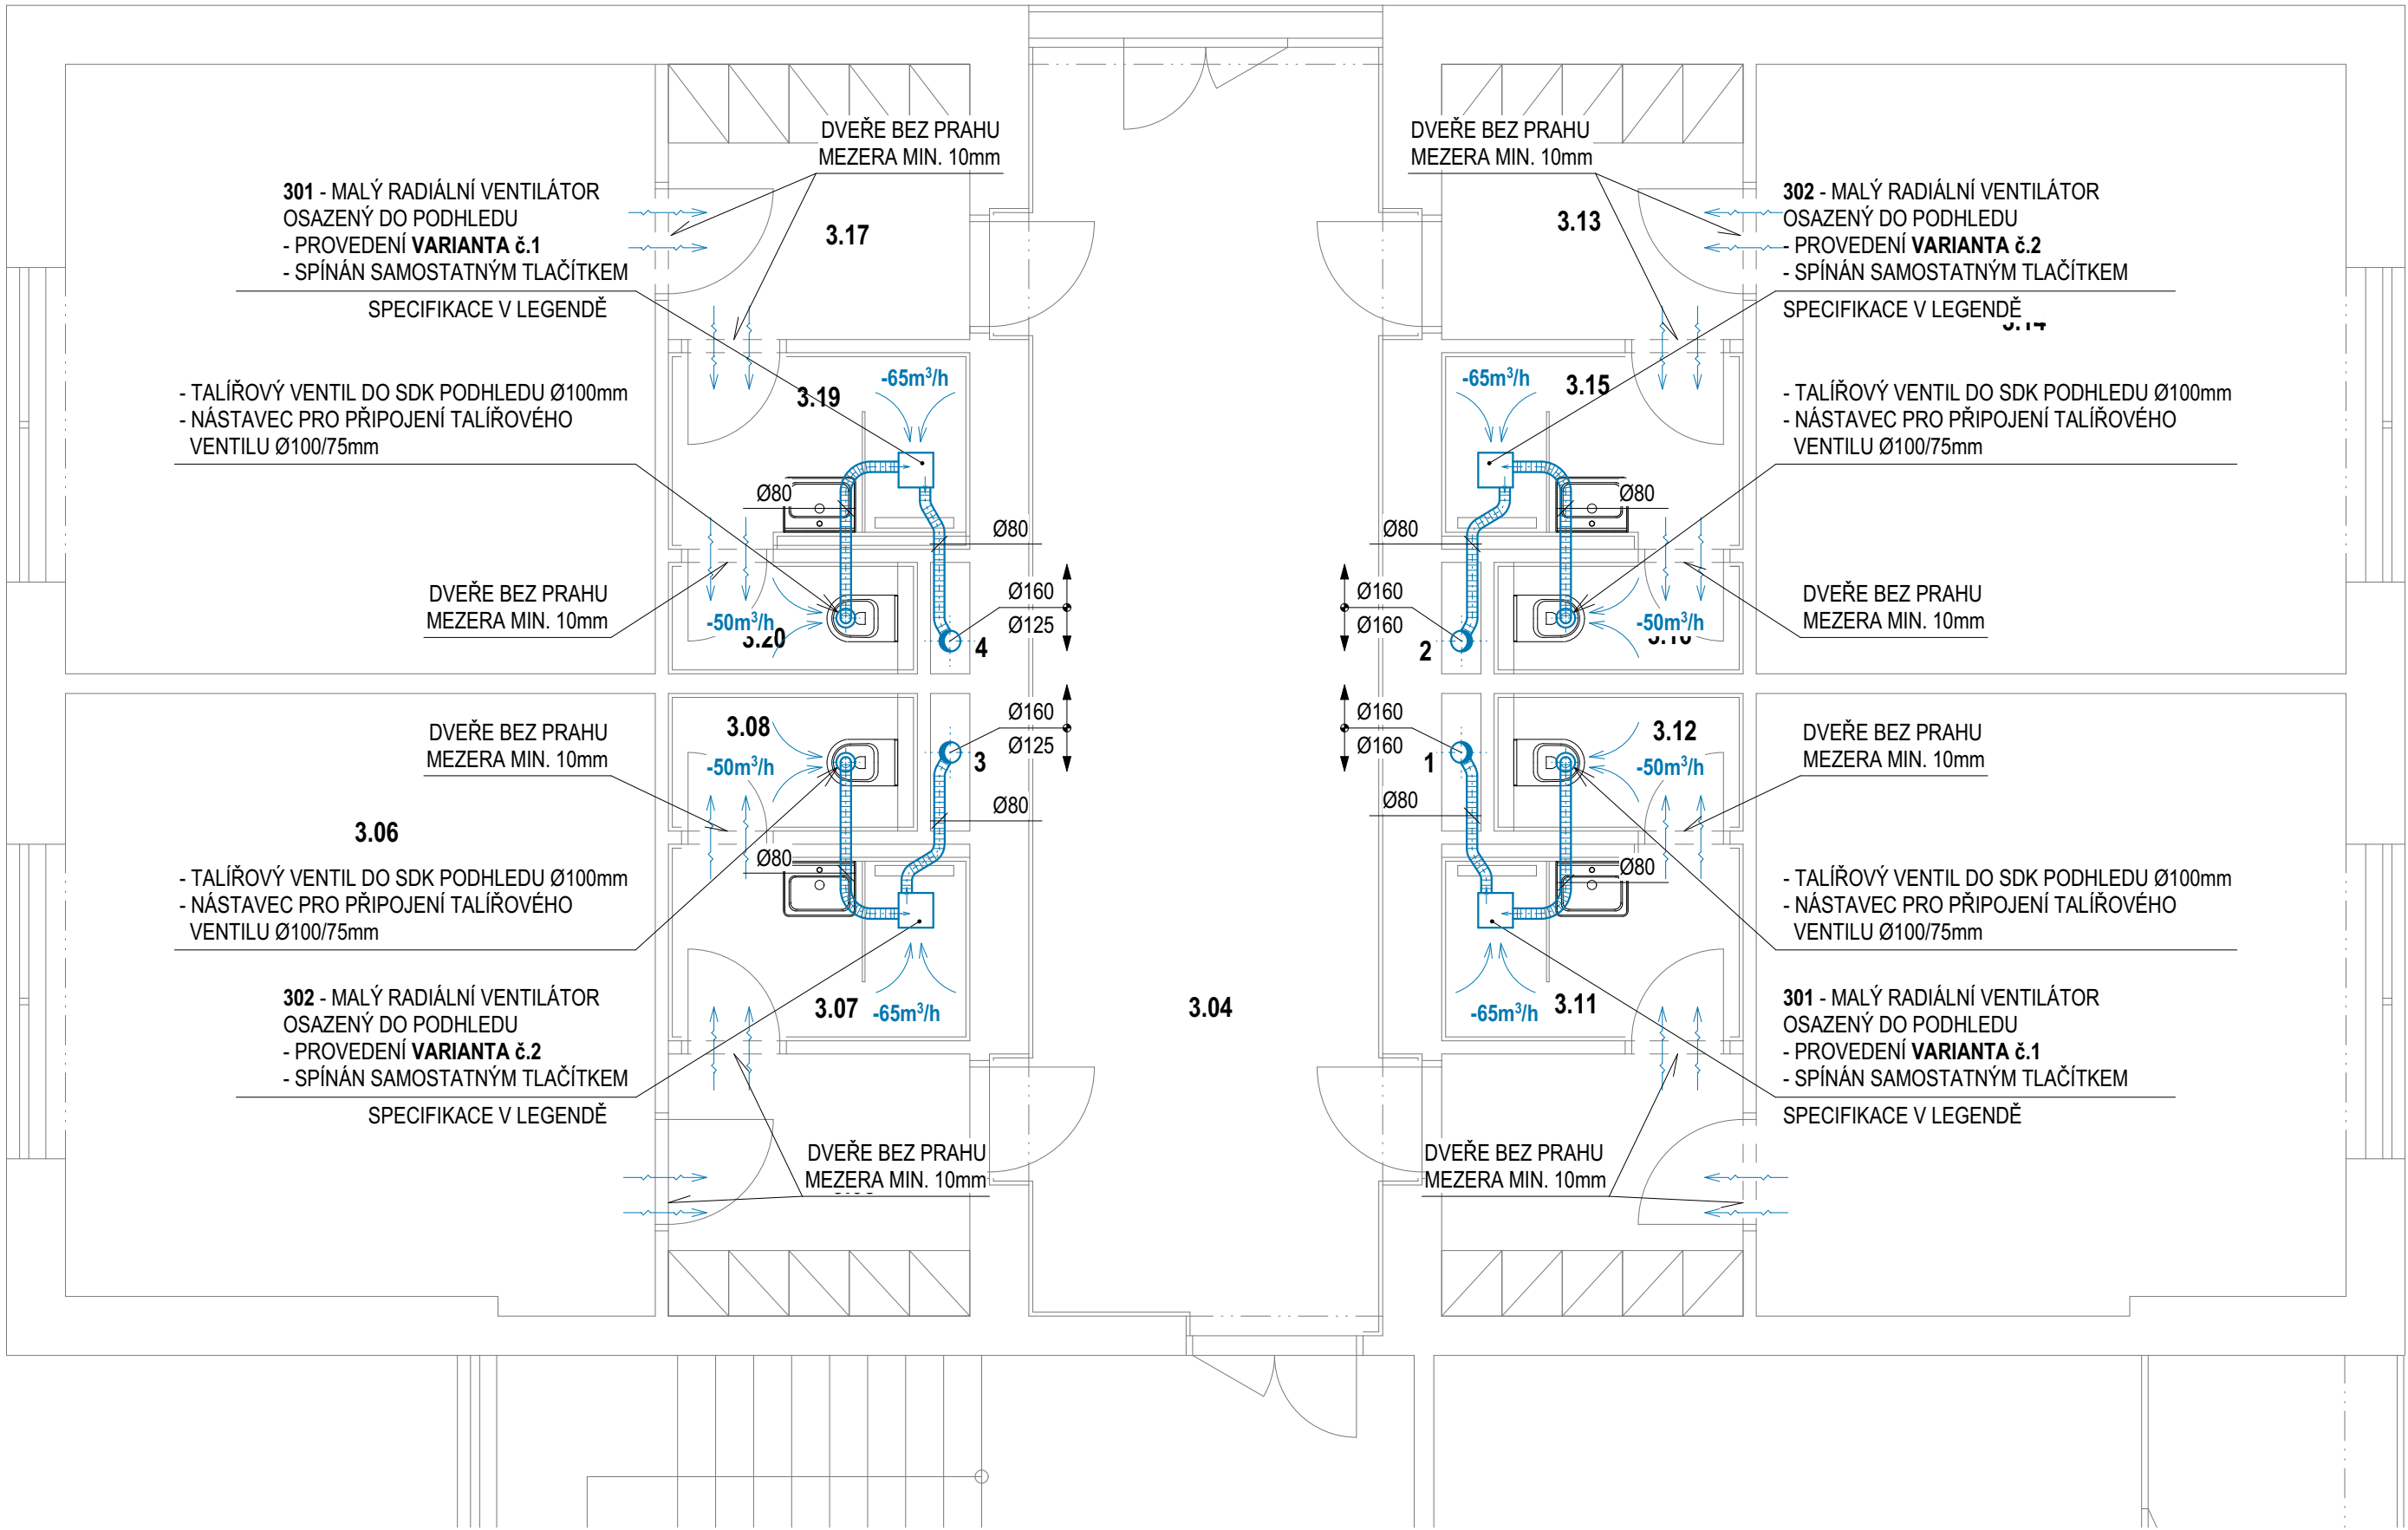 DVEŘE BEZ PRAHU
MEZERA MIN. 10mm
DVEŘE BEZ PRAHU
MEZERA MIN. 10mm
301 - MALÝ RADIÁLNÍ VENTILÁTOR
OSAZENÝ DO PODHLEDU
- PROVEDENÍ VARIANTA č.1
- SPÍNÁN SAMOSTATNÝM TLAČÍTKEM
SPECIFIKACE V LEGENDĚ
3.17
3.13
302 - MALÝ RADIÁLNÍ VENTILÁTOR
OSAZENÝ DO PODHLEDU
- PROVEDENÍ VARIANTA č.2
- SPÍNÁN SAMOSTATNÝM TLAČÍTKEM
SPECIFIKACE V LEGENDĚ
- TALÍŘOVÝ VENTIL DO SDK PODHLEDU Ø100mm
- NÁSTAVEC PRO PŘIPOJENÍ TALÍŘOVÉHO
VENTILU Ø100/75mm
3.19
-65m³/h
-65m³/h
3.15
- TALÍŘOVÝ VENTIL DO SDK PODHLEDU Ø100mm
- NÁSTAVEC PRO PŘIPOJENÍ TALÍŘOVÉHO
VENTILU Ø100/75mm
Ø80
Ø80
Ø80
Ø80
DVEŘE BEZ PRAHU
MEZERA MIN. 10mm
-50m³/h
3.20
4
Ø160
Ø125
Ø160
Ø160
2
-50m³/h
DVEŘE BEZ PRAHU
MEZERA MIN. 10mm
DVEŘE BEZ PRAHU
MEZERA MIN. 10mm
3.08
-50m³/h
3
Ø160
Ø125
Ø160
Ø160
1
3.12
-50m³/h
DVEŘE BEZ PRAHU
MEZERA MIN. 10mm
3.06
Ø80
Ø80
Ø80
Ø80
- TALÍŘOVÝ VENTIL DO SDK PODHLEDU Ø100mm
- NÁSTAVEC PRO PŘIPOJENÍ TALÍŘOVÉHO
VENTILU Ø100/75mm
- TALÍŘOVÝ VENTIL DO SDK PODHLEDU Ø100mm
- NÁSTAVEC PRO PŘIPOJENÍ TALÍŘOVÉHO
VENTILU Ø100/75mm
302 - MALÝ RADIÁLNÍ VENTILÁTOR
OSAZENÝ DO PODHLEDU
- PROVEDENÍ VARIANTA č.2
- SPÍNÁN SAMOSTATNÝM TLAČÍTKEM
SPECIFIKACE V LEGENDĚ
3.07
-65m³/h
3.04
-65m³/h
3.11
301 - MALÝ RADIÁLNÍ VENTILÁTOR
OSAZENÝ DO PODHLEDU
- PROVEDENÍ VARIANTA č.1
- SPÍNÁN SAMOSTATNÝM TLAČÍTKEM
SPECIFIKACE V LEGENDĚ
DVEŘE BEZ PRAHU
MEZERA MIN. 10mm
DVEŘE BEZ PRAHU
MEZERA MIN. 10mm